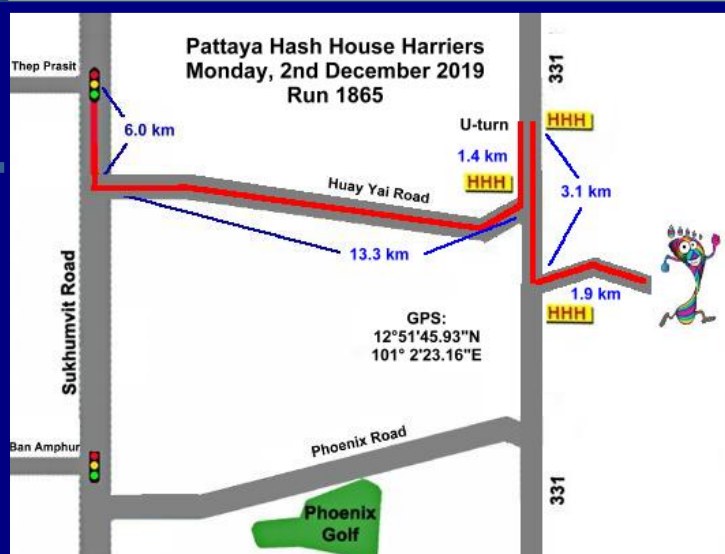 Pattaya Hash House Harriers
Monday, 2nd December 2019
Run 1865
331
Thep Prasit
6.0 km
U-turn
HHH
1.4 km
HHH
Huay Yai Road
3.1 km
13.3 km
1.9 km
HHH
Sukhumvit Road
GPS:
12°51'45.93"N
101° 2'23.16"E
Ban Amphur
Phoenix Road
331
Phoenix
Golf